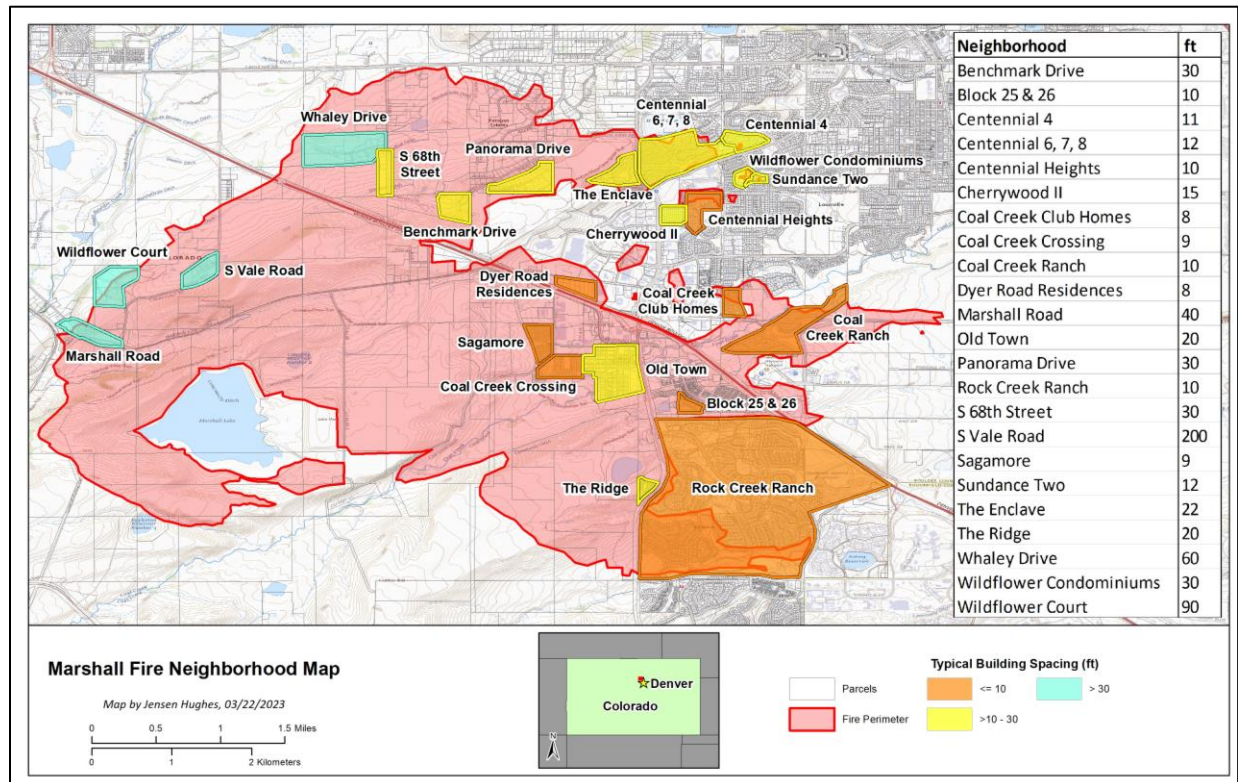 Whaley Drive
S 68th
Street
Panorama Drive
Centennial
6, 7, 8
Centennial 4
Wildflower Condominiums
Sundance Two
The Enclave
Centennial Heights
Cherrywood II
Benchmark Drive
Wildflower Court
S Vale Road
Marshall Road
Dyer Road
Residences
Coal Creek
Club Homes
Coal
Creek Ranch
Sagamore
Coal Creek Crossing
Old Town
Block 25 & 26
The Ridge
Rock Creek Ranch
Marshall Lake
Louisville
Neighborhood ft
Benchmark Drive 30
Block 25 & 26 10
Centennial 4 11
Centennial 6, 7, 8 12
Centennial Heights 10
Cherrywood II 15
Coal Creek Club Homes 8
Coal Creek Crossing 9
Coal Creek Ranch 10
Dyer Road Residences 8
Marshall Road 40
Old Town 20
Panorama Drive 30
Rock Creek Ranch 10
S 68th Street 30
S Vale Road 200
Sagamore 9
Sundance Two 12
The Enclave 22
The Ridge 20
Whaley Drive 60
Wildflower Condominiums 30
Wildflower Court 90
Marshall Fire Neighborhood Map
Map by Jensen Hughes, 03/22/2023
0 0.5 1 1.5 Miles
0 1 2 Kilometers
N
Denver
Colorado
Typical Building Spacing (ft)
Parcels
Fire Perimeter
<= 10
>10 - 30
> 30